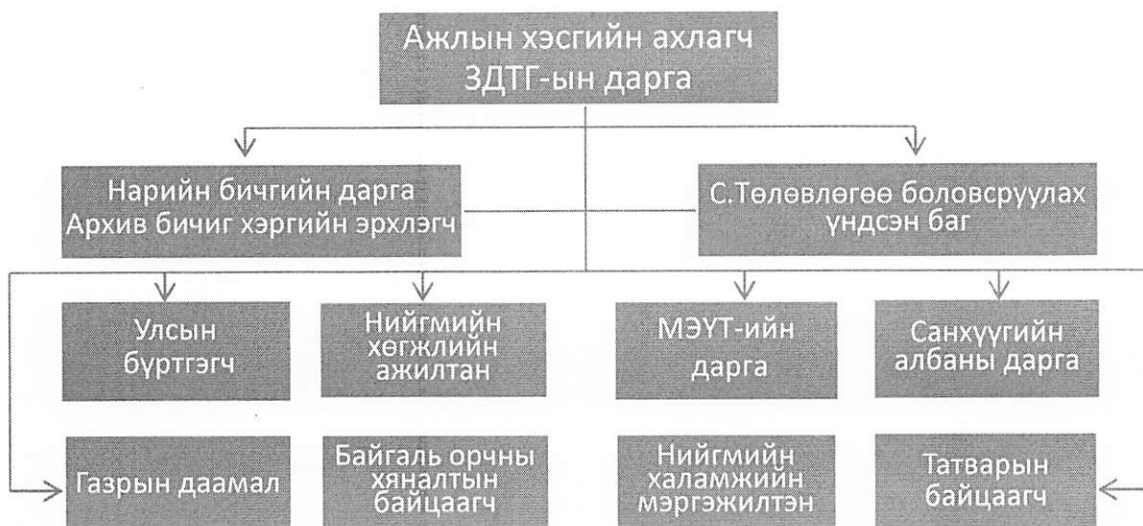 Ажлын хэсгийн ахлагч
ЗДТГ-ын дарга
Нарийн бичгийн дарга
Архив бичиг хэргийн эрхлэгч
С.Төлөвлөгөө боловсруулах
үндсэн баг
Улсын
бүртгэгч
Нийгмийн
хөгжлийн
ажилтан
МЭҮТ-ийн
дарга
Санхүүгийн
албаны дарга
Газрын даамал
Байгаль орчны
хяналтын
байцаагч
Нийгмийн
халамжийн
мэргэжилтэн
Татварын
байцаагч